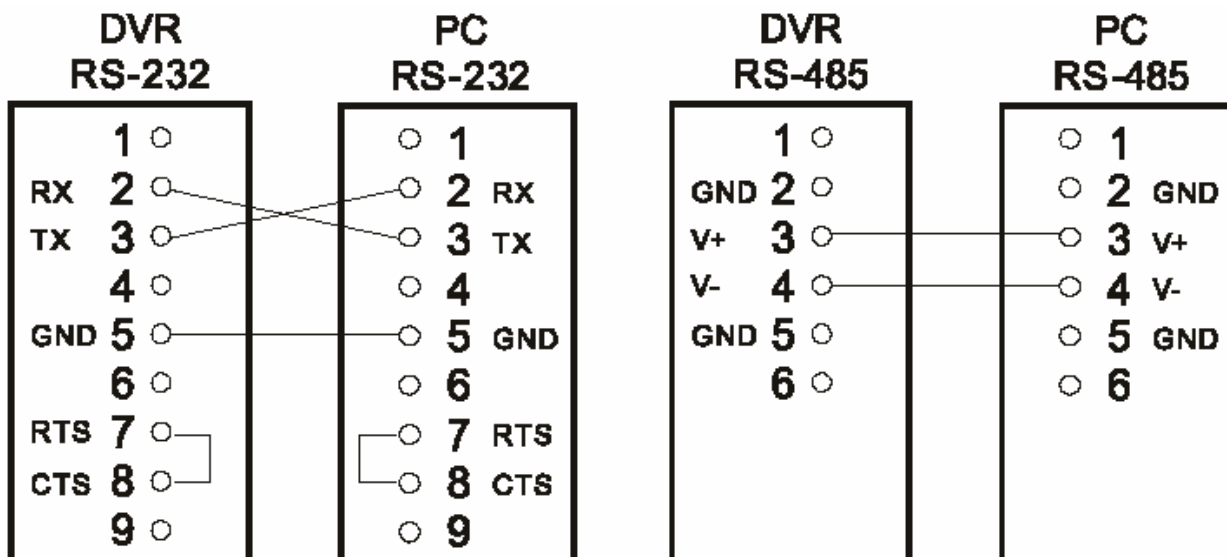 DVR PC DVR PC
RS-232 RS-232 RS-485 RS-485
1 1 1 1
RX 2 2 RX GND 2 2 GND
TX 3 3 TX V+ 3 3 V+
4 4 V- 4 4 V-
GND 5 5 GND GND 5 5 GND
6 6 6 6
RTS 7 7 RTS
CTS 8 8 CTS
9 9